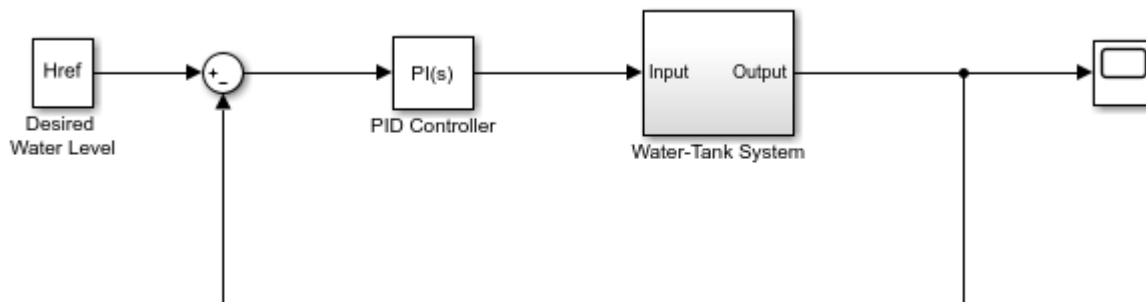 Href
Desired
Water Level
+
−
PI(s)
PID Controller
Input
Output
Water-Tank System